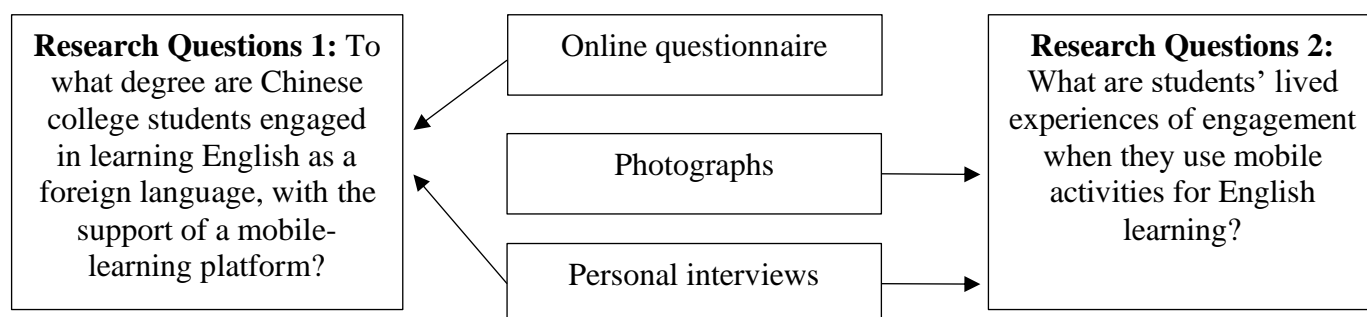 Research Questions 1: To
what degree are Chinese
college students engaged
in learning English as a
foreign language, with the
support of a mobile-
learning platform?
Online questionnaire
Photographs
Personal interviews
Research Questions 2:
What are students’ lived
experiences of engagement
when they use mobile
activities for English
learning?